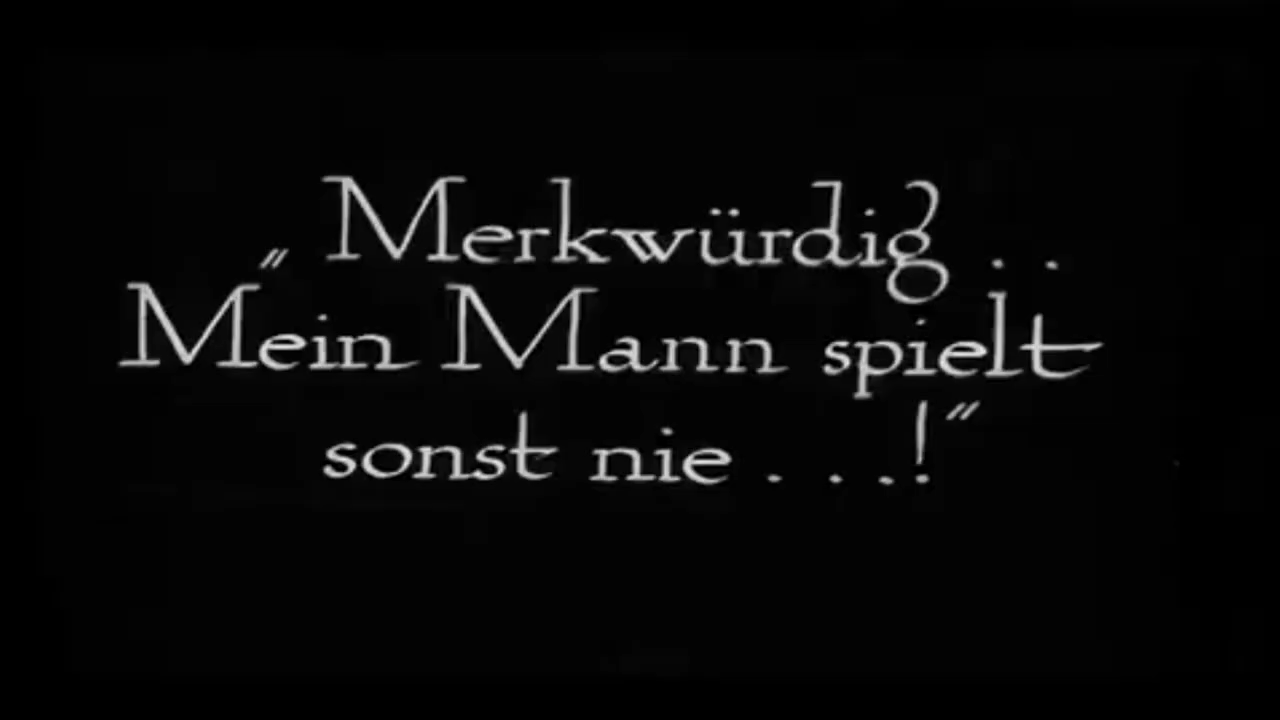 „Merkwürdig . .
Mein Mann spielt
sonst nie . . .!“